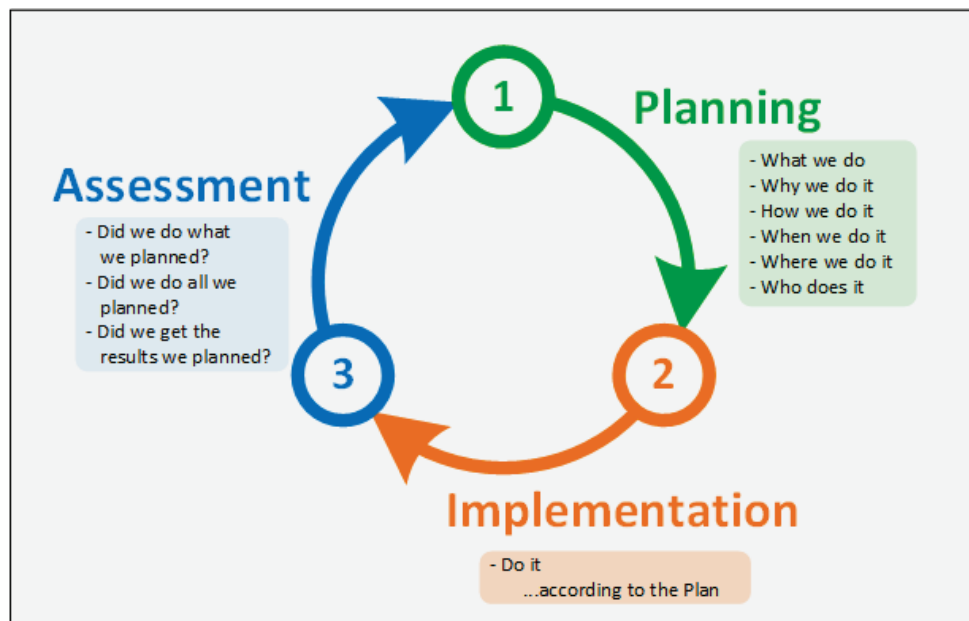 1
Planning
- What we do
- Why we do it
- How we do it
- When we do it
- Where we do it
- Who does it
2
Implementation
- Do it
...according to the Plan
3
Assessment
- Did we do what
we planned?
- Did we do all we
planned?
- Did we get the
results we planned?